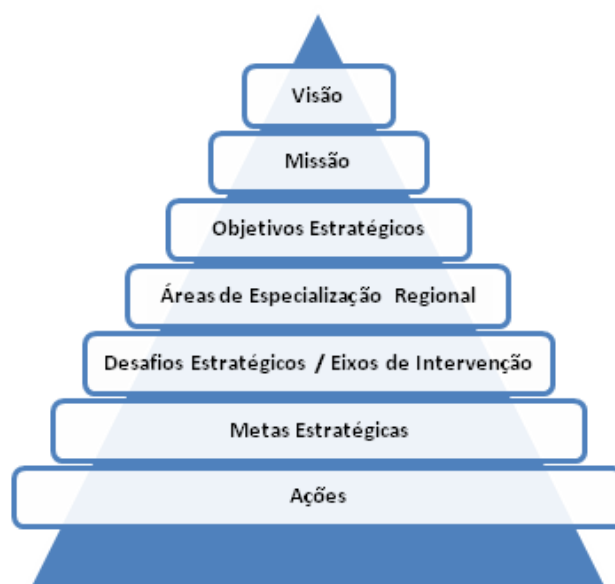 Visão
Missão
Objetivos Estratégicos
Áreas de Especialização Regional
Desafios Estratégicos / Eixos de Intervenção
Metas Estratégicas
Ações